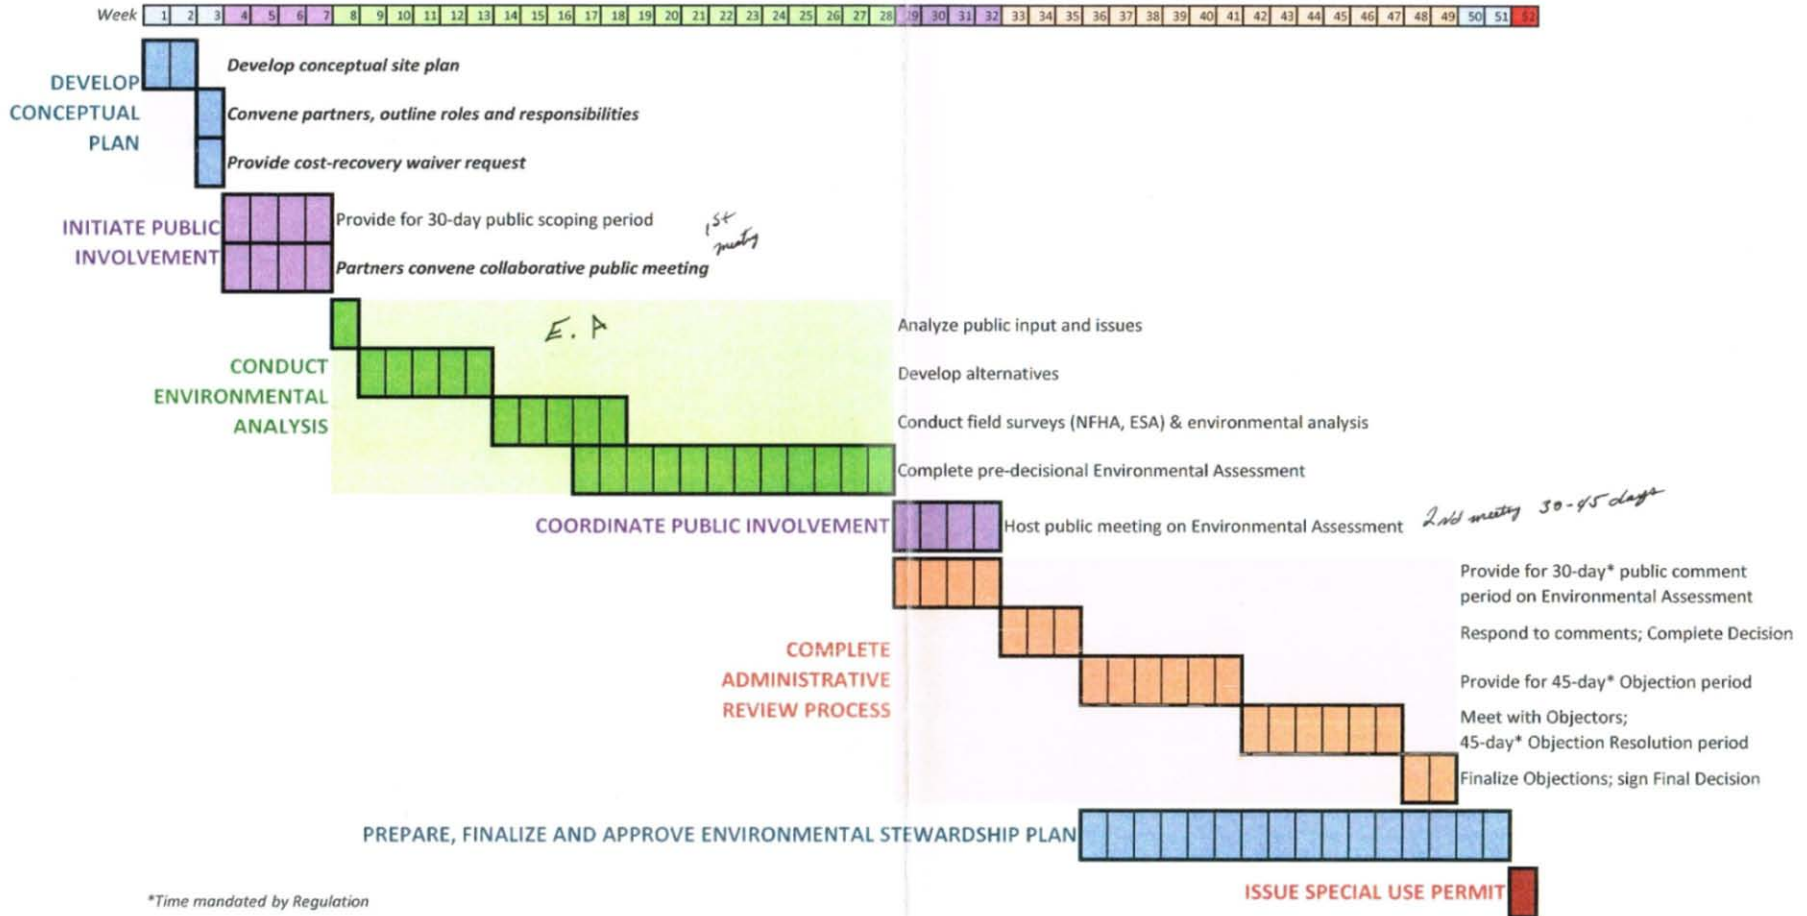 Week 1 2 3 4 5 6 7 8 9 10 11 12 13 14 15 16 17 18 19 20 21 22 23 24 25 26 27 28 29 30 31 32 33 34 35 36 37 38 39 40 41 42 43 44 45 46 47 48 49 50 51 52
DEVELOP
CONCEPTUAL
PLAN
Develop conceptual site plan
Convene partners, outline roles and responsibilities
Provide cost-recovery waiver request
INITIATE PUBLIC
INVOLVEMENT
Provide for 30-day public scoping period
Partners convene collaborative public meeting
1st
meeting
E. A
CONDUCT
ENVIRONMENTAL
ANALYSIS
Analyze public input and issues
Develop alternatives
Conduct field surveys (NFHA, ESA) & environmental analysis
Complete pre-decisional Environmental Assessment
COORDINATE PUBLIC INVOLVEMENT
Host public meeting on Environmental Assessment
2nd meeting 30-45 days
COMPLETE
ADMINISTRATIVE
REVIEW PROCESS
Provide for 30-day* public comment
period on Environmental Assessment
Respond to comments; Complete Decision
Provide for 45-day* Objection period
Meet with Objectors;
45-day* Objection Resolution period
Finalize Objections; sign Final Decision
PREPARE, FINALIZE AND APPROVE ENVIRONMENTAL STEWARDSHIP PLAN
ISSUE SPECIAL USE PERMIT
*Time mandated by Regulation